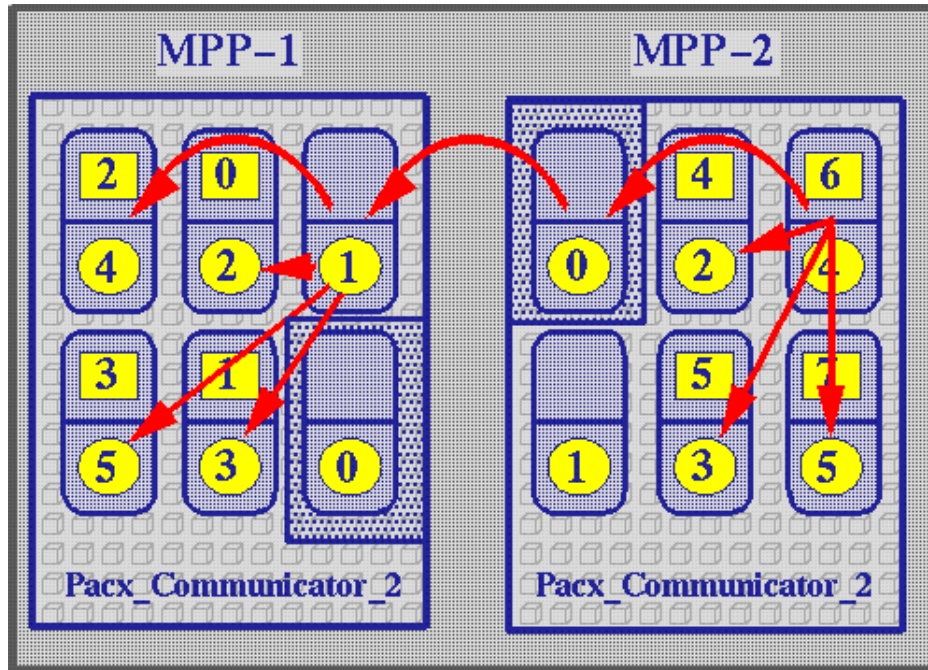 MPP-1 MPP-2
2 0 4 6
4 2 1 0 2 4
3 1 5 7
5 3 0 1 3 5
Pacx_Communicator_2 Pacx_Communicator_2